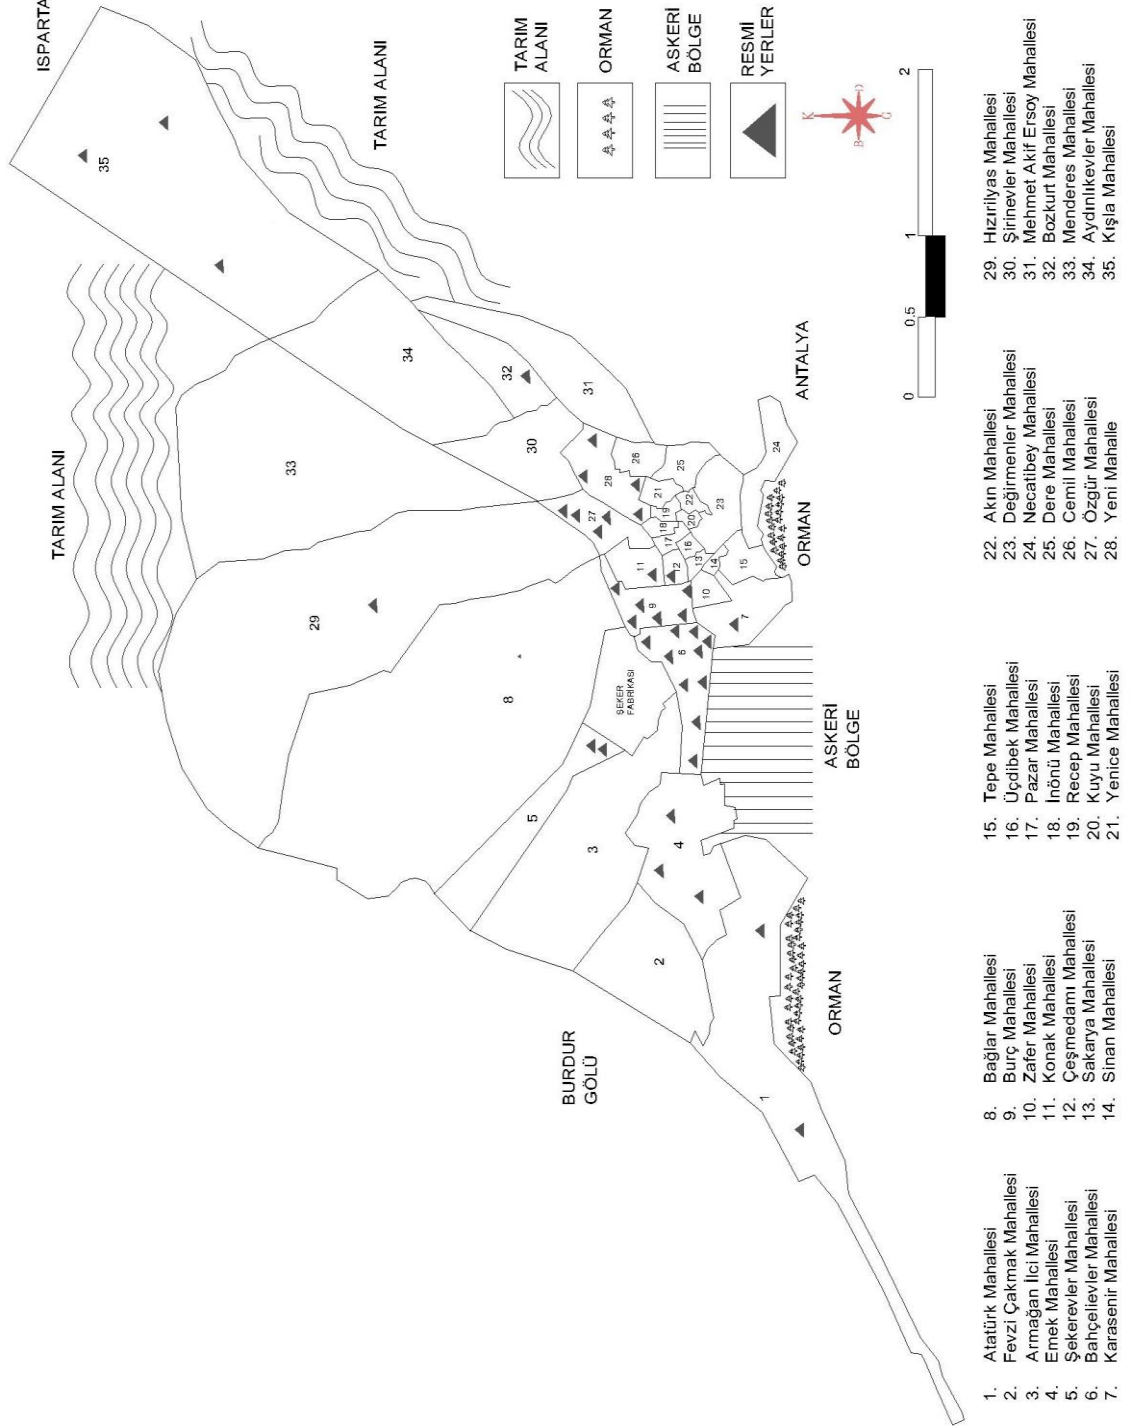 ISPARTA
TARIM ALANI
TARIM ALANI
TARIM
ALANI
ORMAN
ASKERİ
BÖLGE
RESMİ
YERLER
K
D
G
B
35
34
33
32
31
30
29
28
27
26
25
24
23
22
21
20
19
18
17
16
15
14
13
12
11
10
9
8
7
6
5
4
3
2
1
ŞEKER
FABRİKASI
ANTALYA
ORMAN
ASKERİ
BÖLGE
ORMAN
BURDUR
GÖLÜ
0
0.5
1
2
1. Atatürk Mahallesi
2. Fevzi Çakmak Mahallesi
3. Armağan İlci Mahallesi
4. Emek Mahallesi
5. Şekerevler Mahallesi
6. Bahçelievler Mahallesi
7. Karasenir Mahallesi
8. Bağlar Mahallesi
9. Burç Mahallesi
10. Zafer Mahallesi
11. Konak Mahallesi
12. Çeşmedamı Mahallesi
13. Sakarya Mahallesi
14. Sinan Mahallesi
15. Tepe Mahallesi
16. Üçdibek Mahallesi
17. Pazar Mahallesi
18. İnönü Mahallesi
19. Recep Mahallesi
20. Kuyu Mahallesi
21. Yenice Mahallesi
22. Akın Mahallesi
23. Değirmenler Mahallesi
24. Necatibey Mahallesi
25. Dere Mahallesi
26. Cemil Mahallesi
27. Özgür Mahallesi
28. Yeni Mahalle
29. Hızırilyas Mahallesi
30. Şirinevler Mahallesi
31. Mehmet Akif Ersoy Mahallesi
32. Bozkurt Mahallesi
33. Menderes Mahallesi
34. Aydınlıkevler Mahallesi
35. Kışla Mahallesi